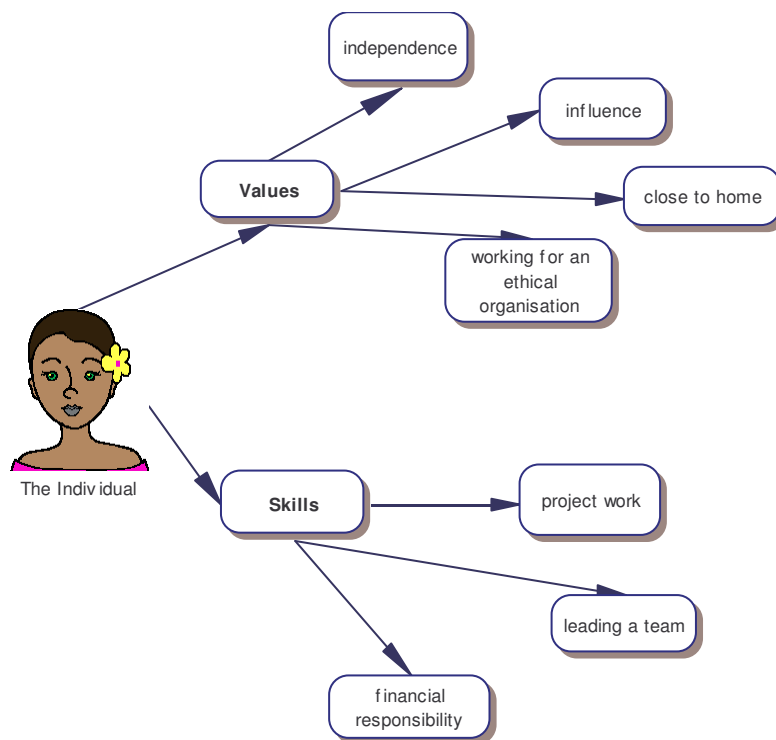 independence
influence
Values
close to home
working for an
ethical
organisation
The Individual
Skills
project work
leading a team
financial
responsibility